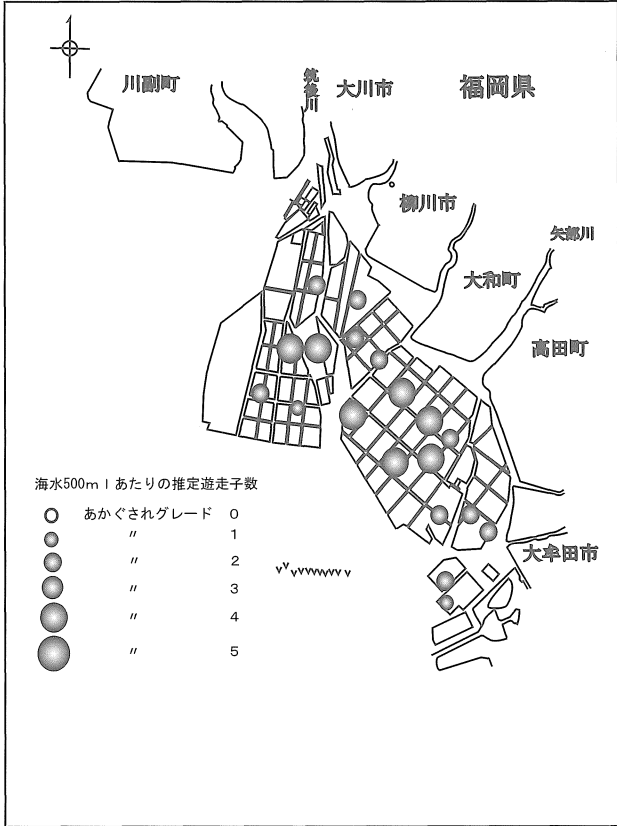 川副町
筑後川
大川市
福岡県
柳川市
矢部川
大和町
高田町
海水500mlあたりの推定遊走子数
あかぐされグレード 0
〃 1
〃 2
〃 3
〃 4
〃 5
大牟田市